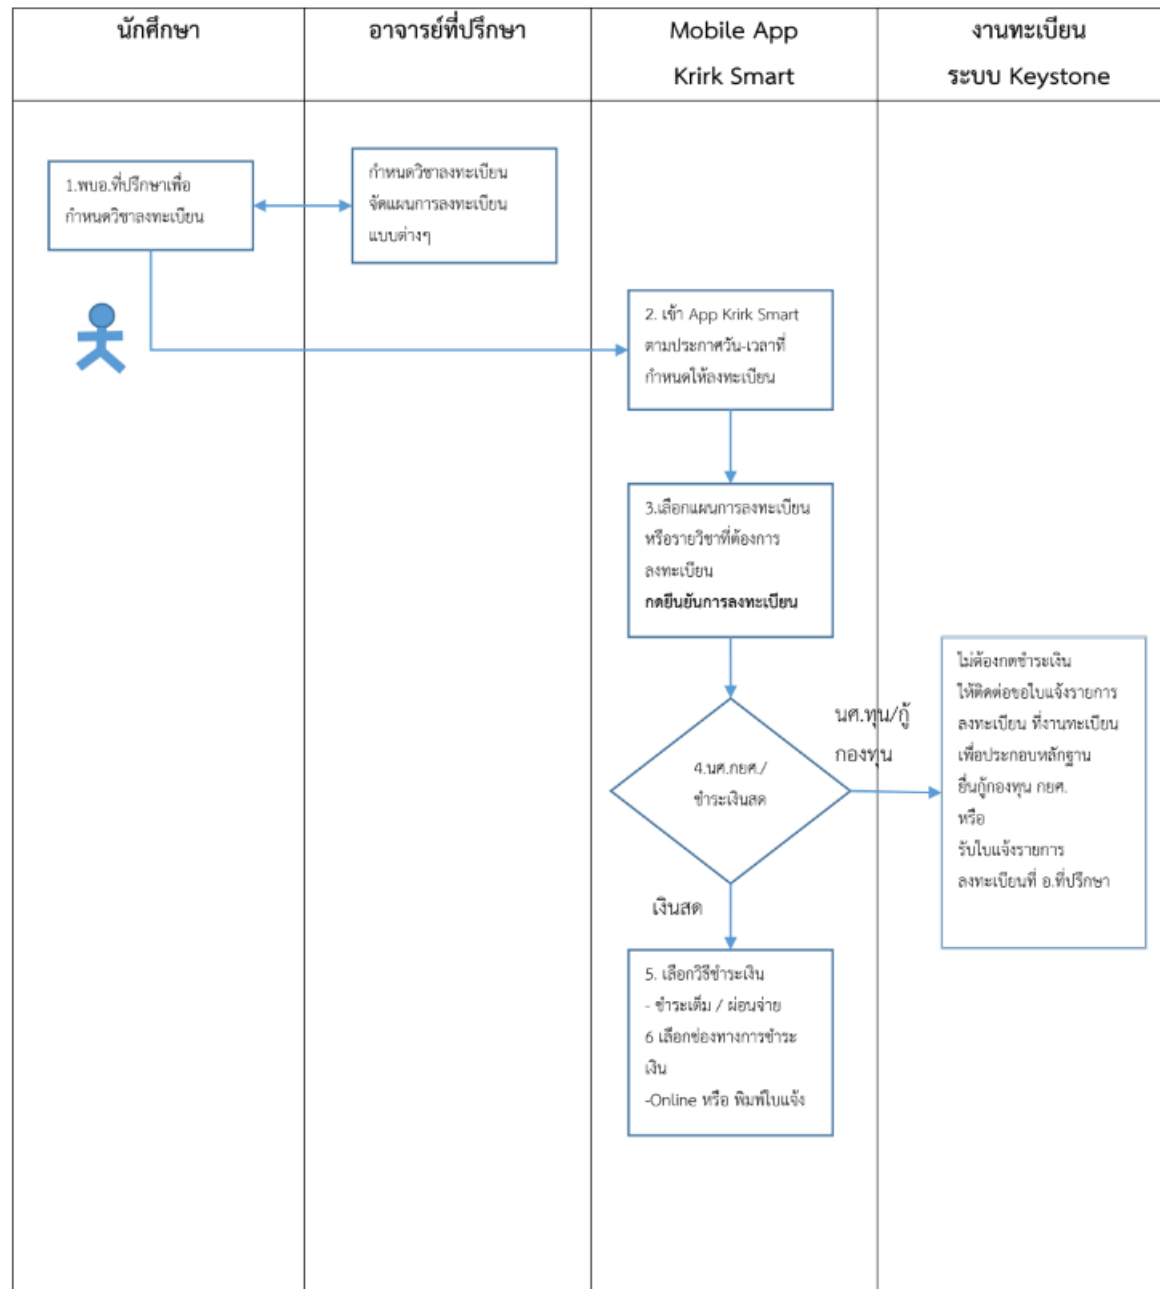 นักศึกษา
อาจารย์ที่ปรึกษา
Mobile App
Krirk Smart
งานทะเบียน
ระบบ Keystone
1.พบอ.ที่ปรึกษาเพื่อ
กำหนดวิชาลงทะเบียน
กำหนดวิชาลงทะเบียน
จัดแผนการลงทะเบียน
แบบต่างๆ
2. เข้า App Krirk Smart
ตามประกาศวัน-เวลาที่
กำหนดให้ลงทะเบียน
3.เลือกแผนการลงทะเบียน
หรือรายวิชาที่ต้องการ
ลงทะเบียน
กดยืนยันการลงทะเบียน
4.นศ.กยศ./
ชำระเงินสด
นศ.ทุน/กู้
กองทุน
ไม่ต้องกดชำระเงิน
ให้ติดต่อขอใบแจ้งรายการ
ลงทะเบียน ที่งานทะเบียน
เพื่อประกอบหลักฐาน
ยื่นกู้กองทุน กยศ.
หรือ
รับใบแจ้งรายการ
ลงทะเบียนที่ อ.ที่ปรึกษา
เงินสด
5. เลือกวิธีชำระเงิน
- ชำระเต็ม / ผ่อนจ่าย
6 เลือกช่องทางการชำระ
เงิน
-Online หรือ พิมพ์ใบแจ้ง